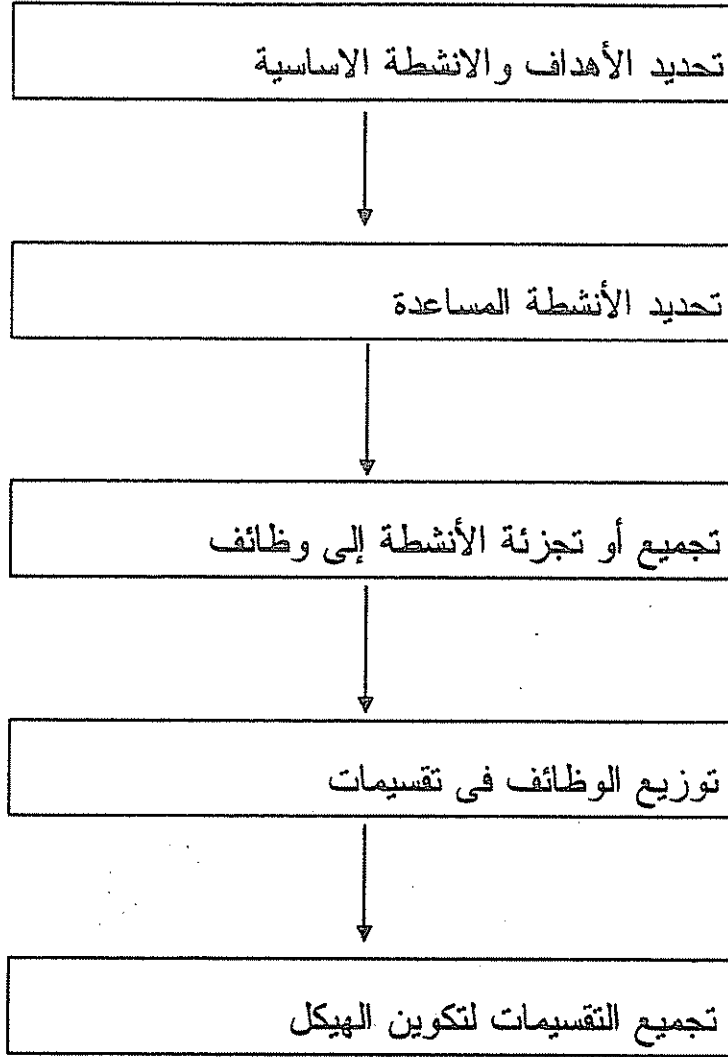 تحديد الأهداف والانشطة الاساسية
تحديد الأنشطة المساعدة
تجميع أو تجزئة الأنشطة إلى وظائف
توزيع الوظائف فى تقسيمات
تجميع التقسيمات لتكوين الهيكل